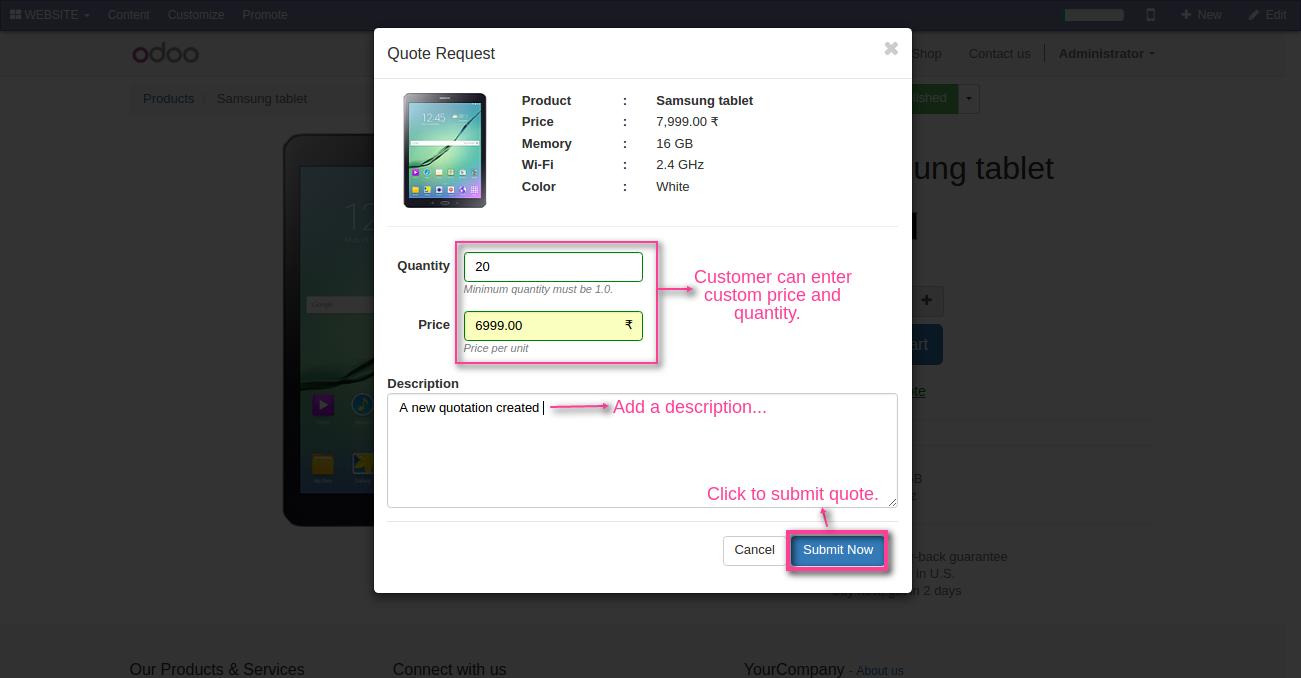 WEBSITE Content Customize Promote New Edit
odoo Shop Contact us Administrator
Products Samsung tablet
Quote Request
Product : Samsung tablet
Price : 7,999.00 ₹
Memory : 16 GB
Wi-Fi : 2.4 GHz
Color : White
12:45
ung tablet
Quantity 20
Minimum quantity must be 1.0.
Price 6999.00 ₹
Price per unit
Customer can enter
custom price and
quantity.
Description
A new quotation created
Add a description...
Click to submit quote.
Cancel Submit Now
-back guarantee
in U.S.
in 2 days
Our Products & Services Connect with us YourCompany - About us